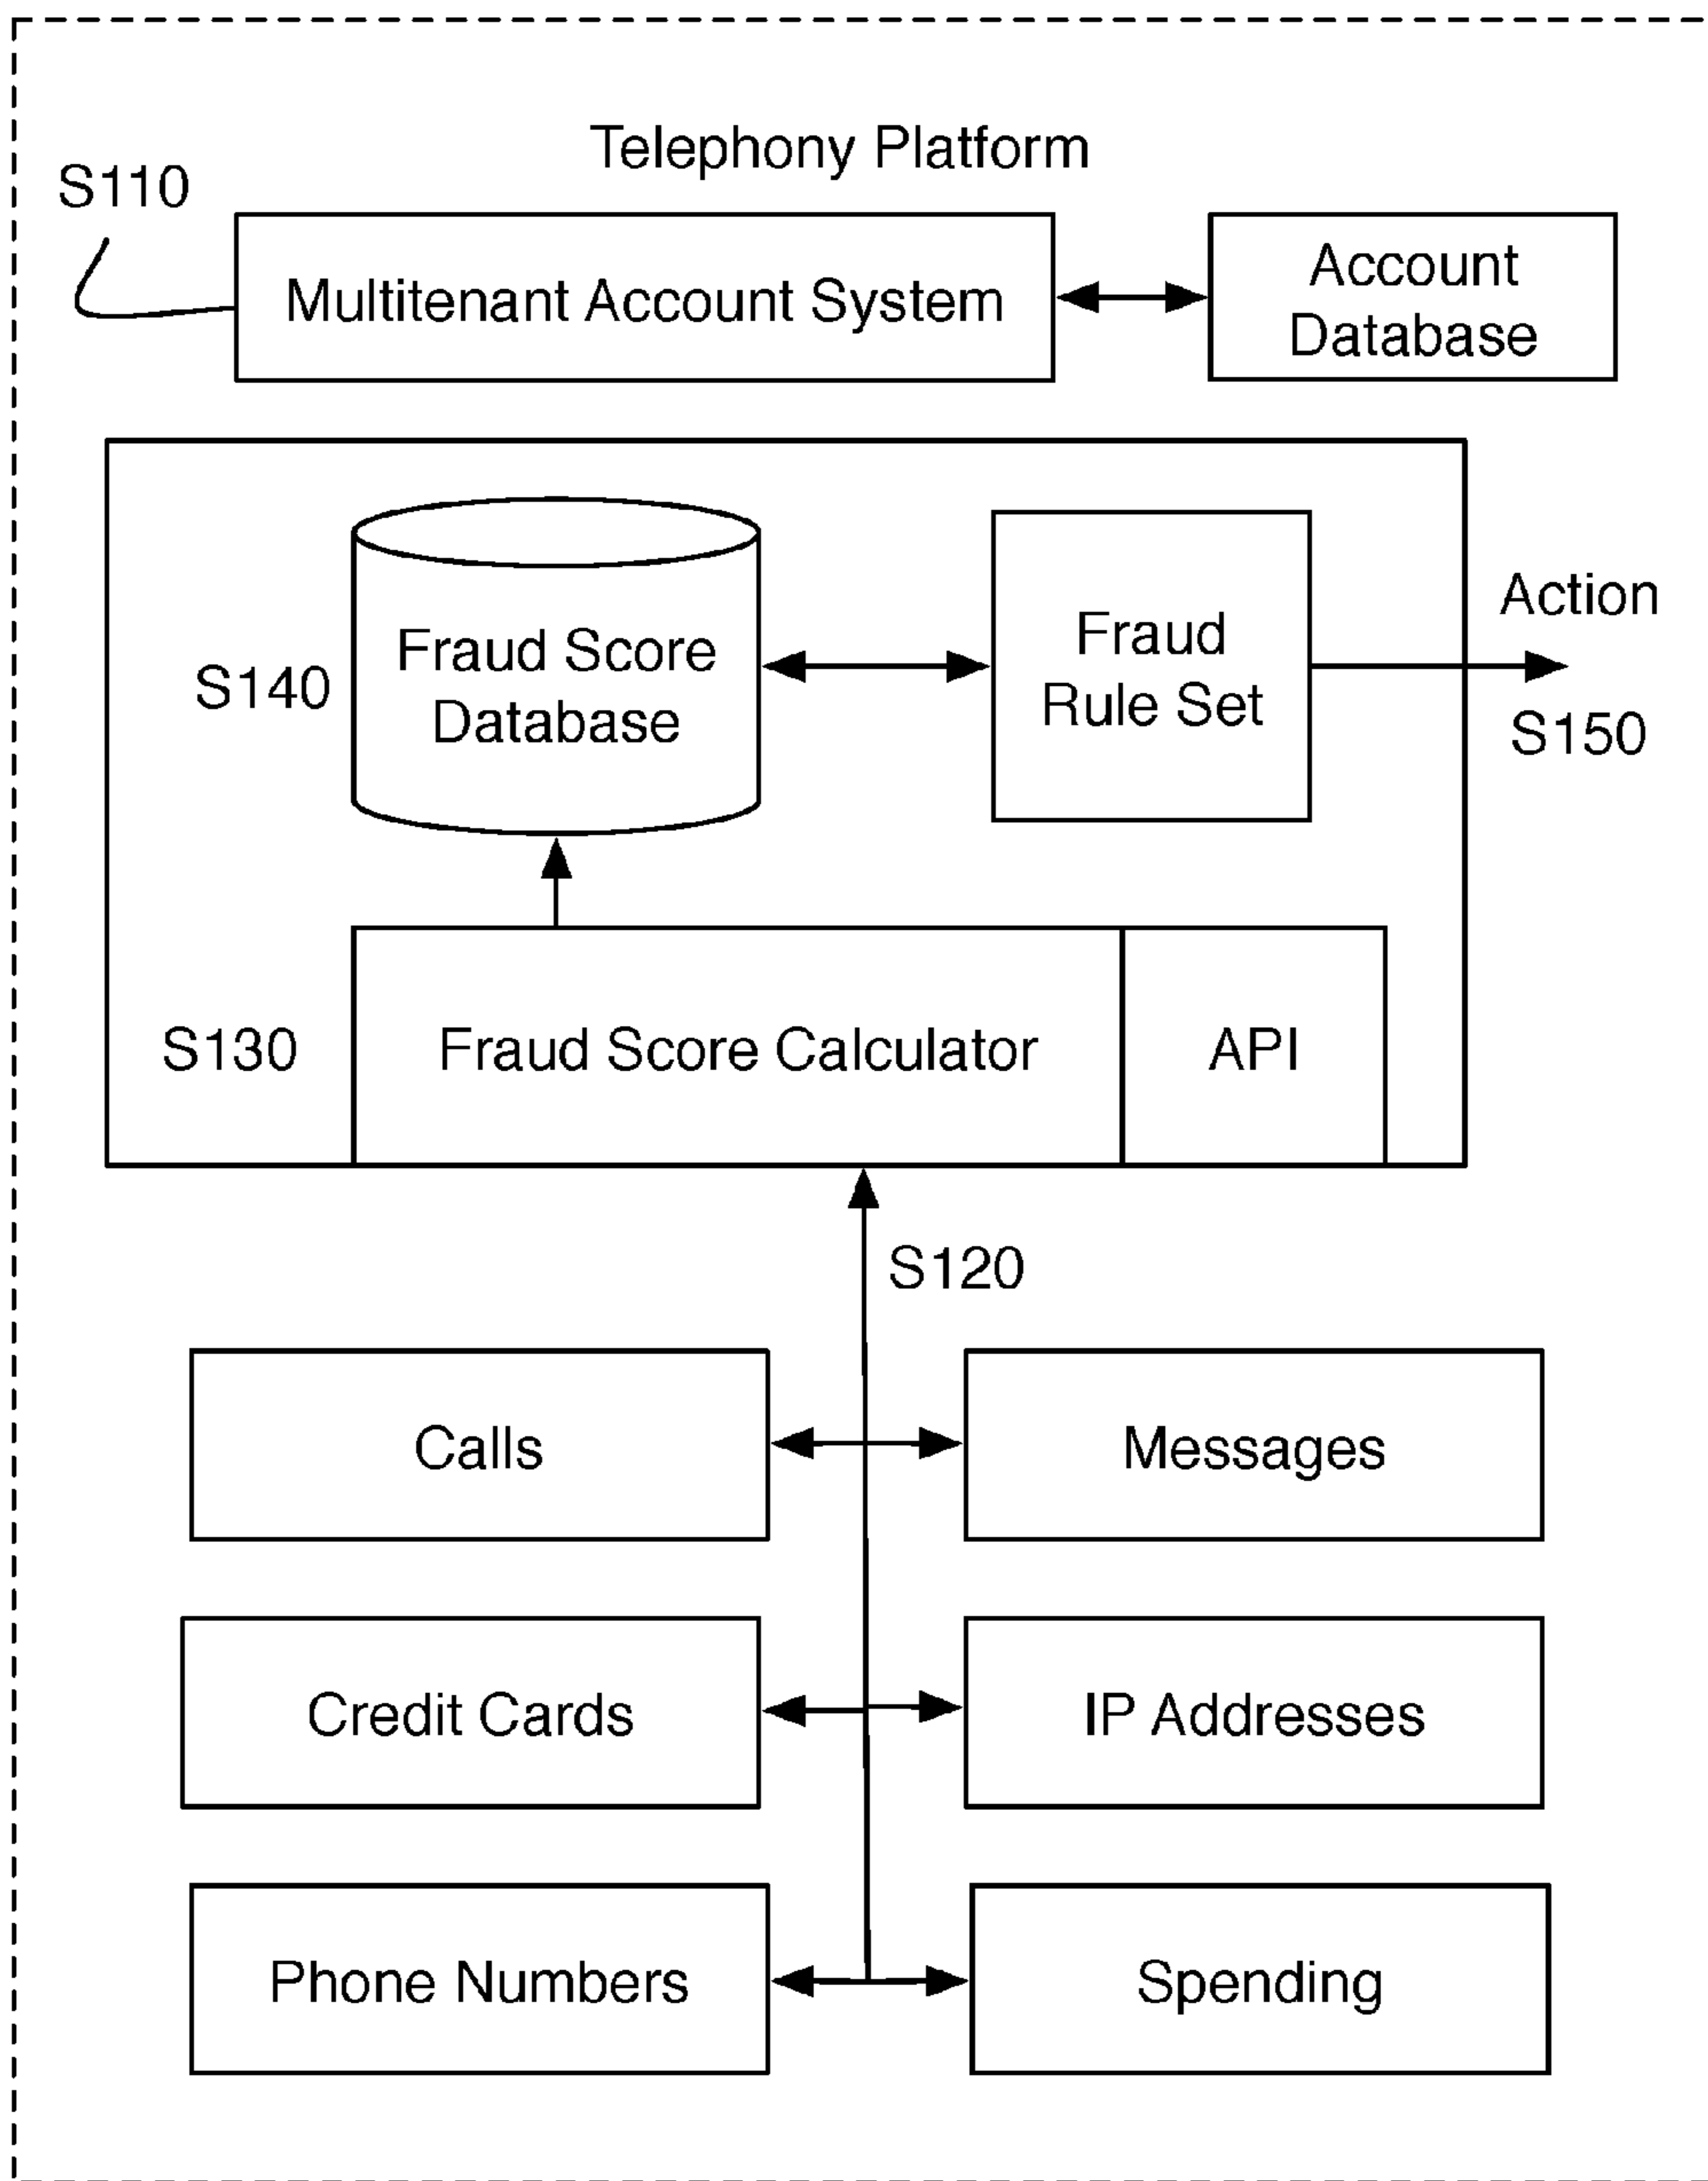 Telephony Platform
S110
Multitenant Account System
Account
Database
Fraud Score
Database
S140
Fraud
Rule Set
Action
S150
S130
Fraud Score Calculator
API
S120
Calls
Messages
Credit Cards
IP Addresses
Phone Numbers
Spending